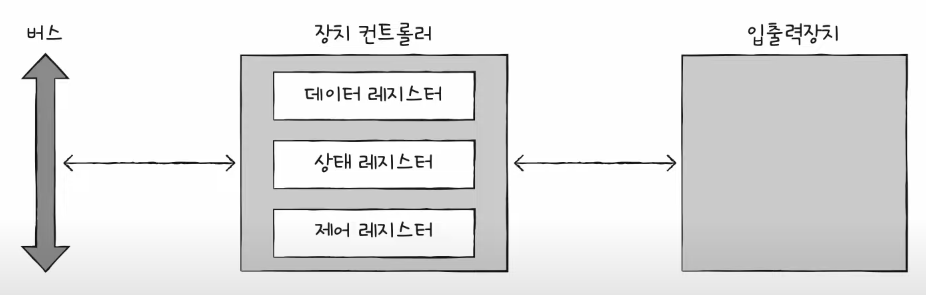 버스
장치 컨트롤러
입출력장치
데이터 레지스터
상태 레지스터
제어 레지스터